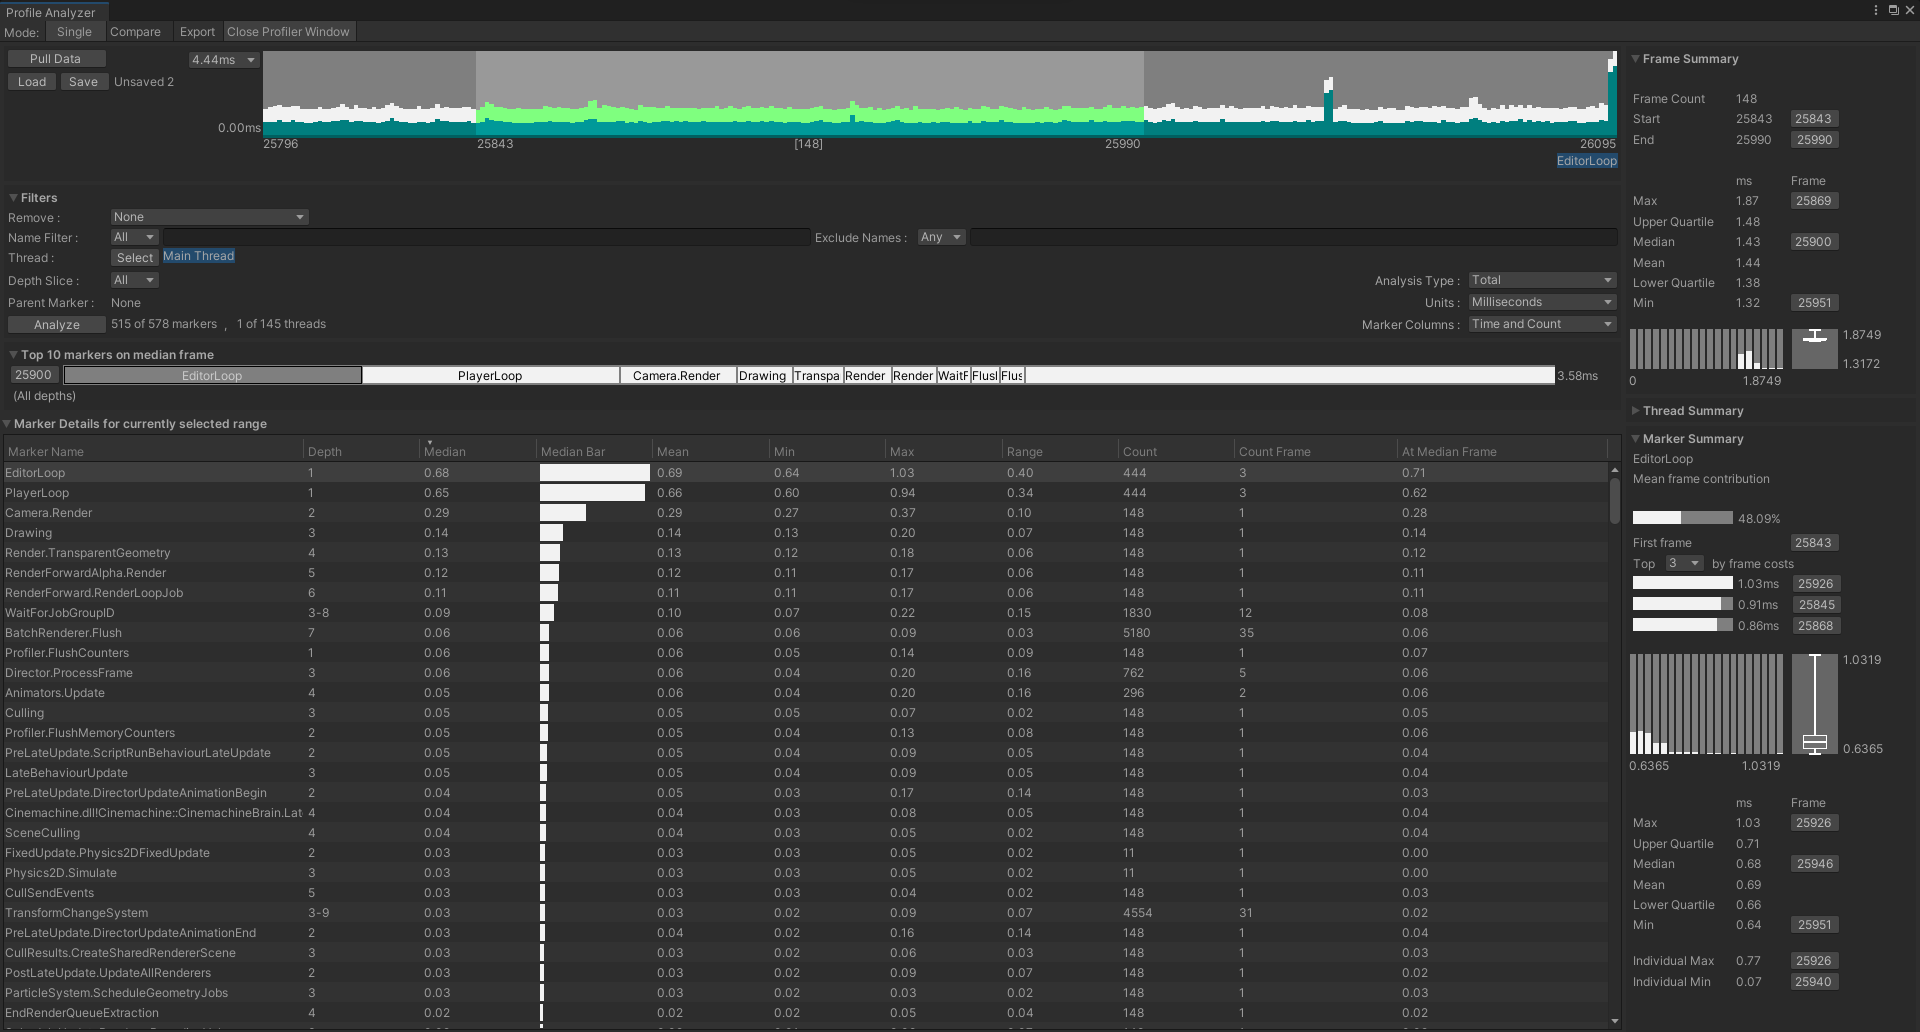 Profile Analyzer
Mode: Single Compare Export Close Profiler Window
Pull Data 4.44ms
Load Save Unsaved 2
0.00ms
25796 25843 [148] 25990 26095
EditorLoop
Filters
Remove : None
Name Filter : All Exclude Names : Any
Thread : Select Main Thread
Depth Slice : All Analysis Type : Total
Parent Marker : None Units : Milliseconds
Analyze 515 of 578 markers , 1 of 145 threads Marker Columns : Time and Count
Top 10 markers on median frame
25900 EditorLoop PlayerLoop Camera.Render Drawing Transpa Render Render WaitF Flusl Flus 3.58ms
(All depths)
Marker Details for currently selected range
Marker Name Depth Median Median Bar Mean Min Max Range Count Count Frame At Median Frame
EditorLoop 1 0.68 0.69 0.64 1.03 0.40 444 3 0.71
PlayerLoop 1 0.65 0.66 0.60 0.94 0.34 444 3 0.62
Camera.Render 2 0.29 0.29 0.27 0.37 0.10 148 1 0.28
Drawing 3 0.14 0.14 0.13 0.20 0.07 148 1 0.14
Render.TransparentGeometry 4 0.13 0.13 0.12 0.18 0.06 148 1 0.12
RenderForwardAlpha.Render 5 0.12 0.12 0.11 0.17 0.06 148 1 0.11
RenderForward.RenderLoopJob 6 0.11 0.11 0.11 0.17 0.06 148 1 0.11
WaitForJobGroupID 3-8 0.09 0.10 0.07 0.22 0.15 1830 12 0.08
BatchRenderer.Flush 7 0.06 0.06 0.06 0.09 0.03 5180 35 0.06
Profiler.FlushCounters 1 0.06 0.06 0.05 0.14 0.09 148 1 0.07
Director.ProcessFrame 3 0.06 0.06 0.04 0.20 0.16 762 5 0.06
Animators.Update 4 0.05 0.06 0.04 0.20 0.16 296 2 0.06
Culling 3 0.05 0.05 0.05 0.07 0.02 148 1 0.05
Profiler.FlushMemoryCounters 2 0.05 0.05 0.04 0.13 0.08 148 1 0.06
PreLateUpdate.ScriptRunBehaviourLateUpdate 2 0.05 0.05 0.04 0.09 0.05 148 1 0.04
LateBehaviourUpdate 3 0.05 0.05 0.04 0.09 0.05 148 1 0.04
PreLateUpdate.DirectorUpdateAnimationBegin 2 0.04 0.05 0.03 0.17 0.14 148 1 0.03
Cinemachine.dll!Cinemachine::CinemachineBrain.Lat 4 0.04 0.04 0.03 0.08 0.05 148 1 0.04
SceneCulling 4 0.04 0.04 0.03 0.05 0.02 148 1 0.04
FixedUpdate.Physics2DFixedUpdate 2 0.03 0.03 0.03 0.05 0.02 11 1 0.00
Physics2D.Simulate 3 0.03 0.03 0.03 0.05 0.02 11 1 0.00
CullSendEvents 5 0.03 0.03 0.03 0.04 0.02 148 1 0.03
TransformChangeSystem 3-9 0.03 0.03 0.02 0.09 0.07 4554 31 0.02
PreLateUpdate.DirectorUpdateAnimationEnd 2 0.03 0.04 0.02 0.16 0.14 148 1 0.04
CullResults.CreateSharedRendererScene 3 0.03 0.03 0.02 0.06 0.03 148 1 0.03
PostLateUpdate.UpdateAllRenderers 2 0.03 0.03 0.02 0.09 0.07 148 1 0.02
ParticleSystem.ScheduleGeometryJobs 3 0.03 0.03 0.02 0.03 0.02 148 1 0.03
EndRenderQueueExtraction 4 0.02 0.02 0.02 0.05 0.04 148 1 0.02
Frame Summary
Frame Count 148
Start 25843 25843
End 25990 25990
ms Frame
Max 1.87 25869
Upper Quartile 1.48
Median 1.43 25900
Mean 1.44
Lower Quartile 1.38
Min 1.32 25951
1.8749
1.3172
0 1.8749
Thread Summary
Marker Summary
EditorLoop
Mean frame contribution
48.09%
First frame 25843
Top 3 by frame costs
1.03ms 25926
0.91ms 25845
0.86ms 25868
1.0319
0.6365
0.6365 1.0319
ms Frame
Max 1.03 25926
Upper Quartile 0.71
Median 0.68 25946
Mean 0.69
Lower Quartile 0.66
Min 0.64 25951
Individual Max 0.77 25926
Individual Min 0.07 25940